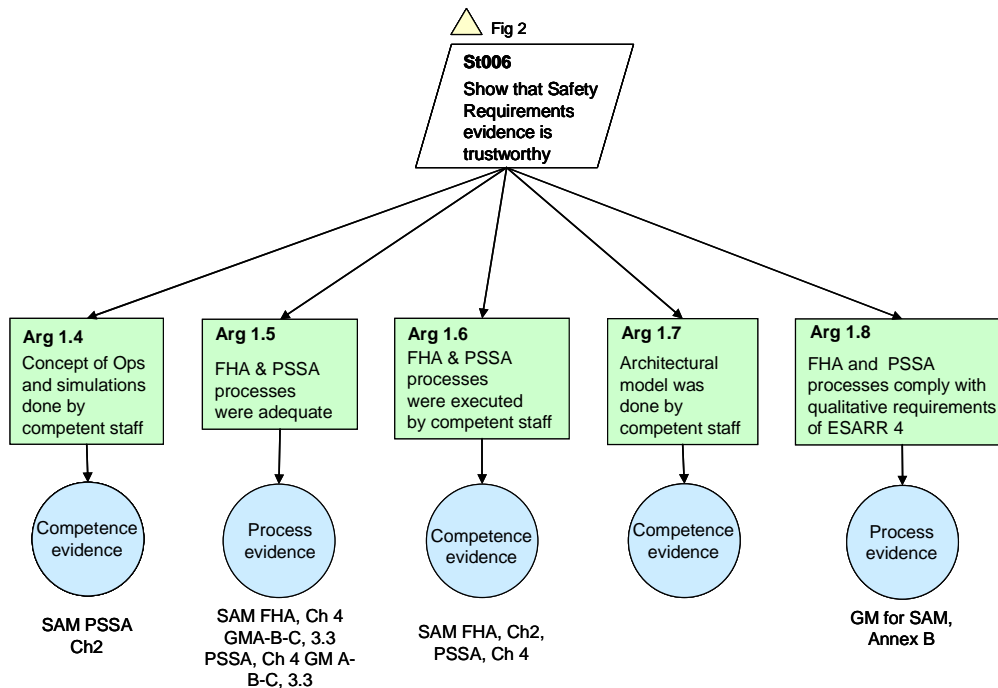 Fig 2
St006
Show that Safety
Requirements
evidence is
trustworthy
Arg 1.4
Concept of Ops
and simulations
done by
competent staff
Arg 1.5
FHA & PSSA
processes
were adequate
Arg 1.6
FHA & PSSA
processes
were executed
by competent staff
Arg 1.7
Architectural
model was
done by
competent staff
Arg 1.8
FHA and PSSA
processes comply with
qualitative requirements
of ESARR 4
Competence
evidence
Process
evidence
Competence
evidence
Competence
evidence
Process
evidence
SAM PSSA
Ch2
SAM FHA, Ch 4
GMA-B-C, 3.3
PSSA, Ch 4 GM A-
B-C, 3.3
SAM FHA, Ch2,
PSSA, Ch 4
GM for SAM,
Annex B